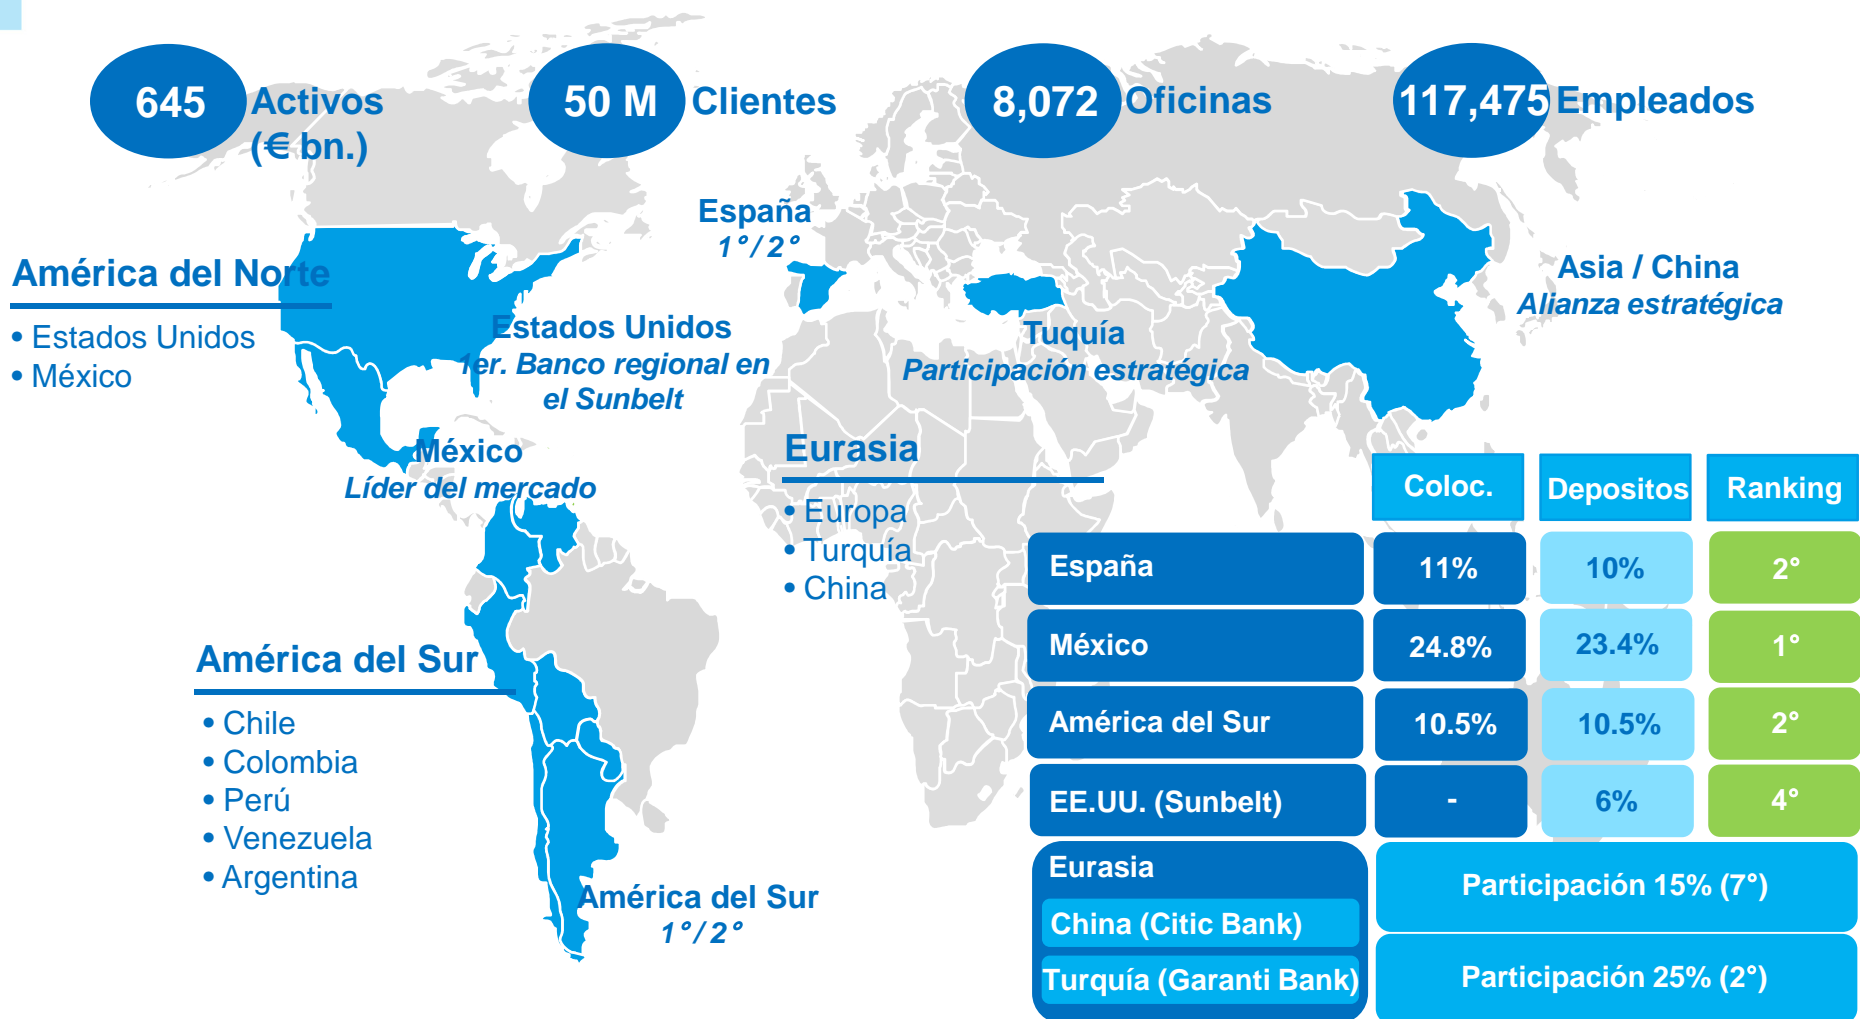 645
Activos
(€ bn.)
50 M
Clientes
8,072
Oficinas
117,475
Empleados
América del Norte
• Estados Unidos
• México
España
1°/2°
Estados Unidos
1er. Banco regional en
el Sunbelt
México
Líder del mercado
Tuquía
Participación estratégica
Asia / China
Alianza estratégica
Eurasia
• Europa
• Turquía
• China
América del Sur
• Chile
• Colombia
• Perú
• Venezuela
• Argentina
América del Sur
1°/2°
Coloc. Depositos Ranking
España 11% 10% 2°
México 24.8% 23.4% 1°
América del Sur 10.5% 10.5% 2°
EE.UU. (Sunbelt) - 6% 4°
Eurasia
China (Citic Bank) Participación 15% (7°)
Turquía (Garanti Bank) Participación 25% (2°)